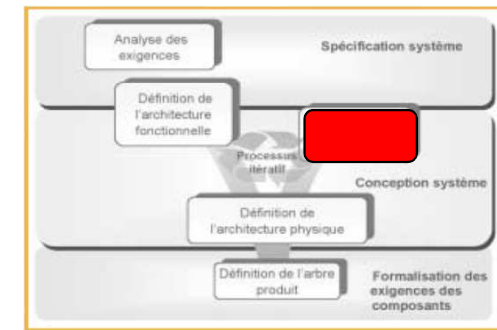 Analyse des
exigences
Spécification système
Définition de
l'architecture
fonctionnelle
Processus
itératif
Conception système
Définition de
l'architecture physique
Définition de l'arbre
produit
Formalisation des
exigences des
composants